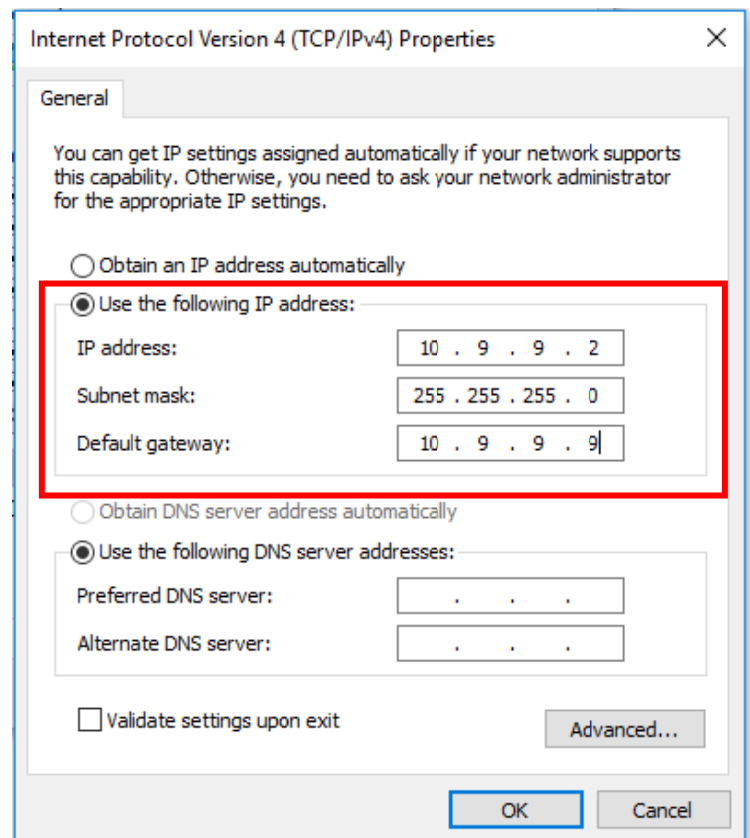 Internet Protocol Version 4 (TCP/IPv4) Properties
General
You can get IP settings assigned automatically if your network supports
this capability. Otherwise, you need to ask your network administrator
for the appropriate IP settings.
Obtain an IP address automatically
Use the following IP address:
IP address: 10 . 9 . 9 . 2
Subnet mask: 255 . 255 . 255 . 0
Default gateway: 10 . 9 . 9 . 9
Obtain DNS server address automatically
Use the following DNS server addresses:
Preferred DNS server: . . .
Alternate DNS server: . . .
Validate settings upon exit
Advanced...
OK Cancel